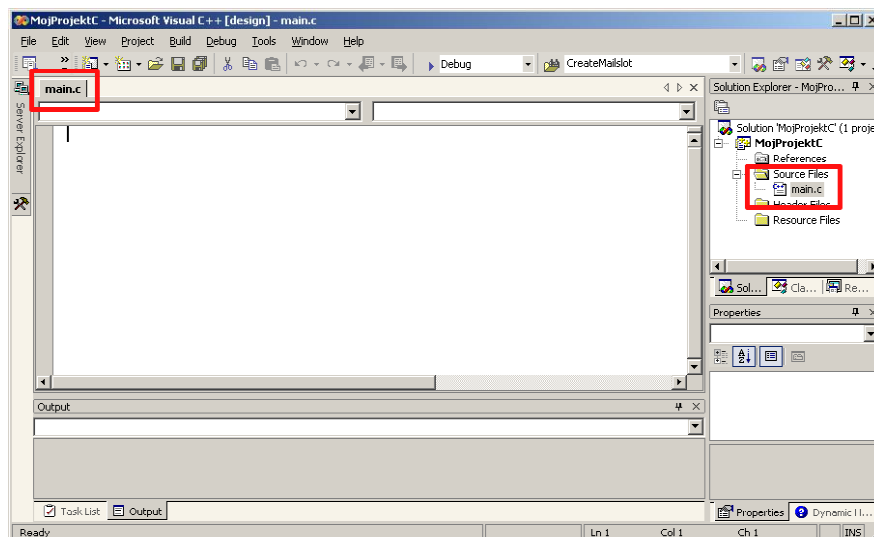 MojProjektC - Microsoft Visual C++ [design] - main.c
File Edit View Project Build Debug Tools Window Help
Debug CreateMailslot
main.c
Server Explorer
Solution Explorer - MojPro...
Solution 'MojProjektC' (1 proje
MojProjektC
References
Source Files
main.c
Header Files
Resource Files
Sol... Cla... Re...
Properties
Output
Task List Output
Properties Dynamic H...
Ready Ln 1 Col 1 Ch 1 INS